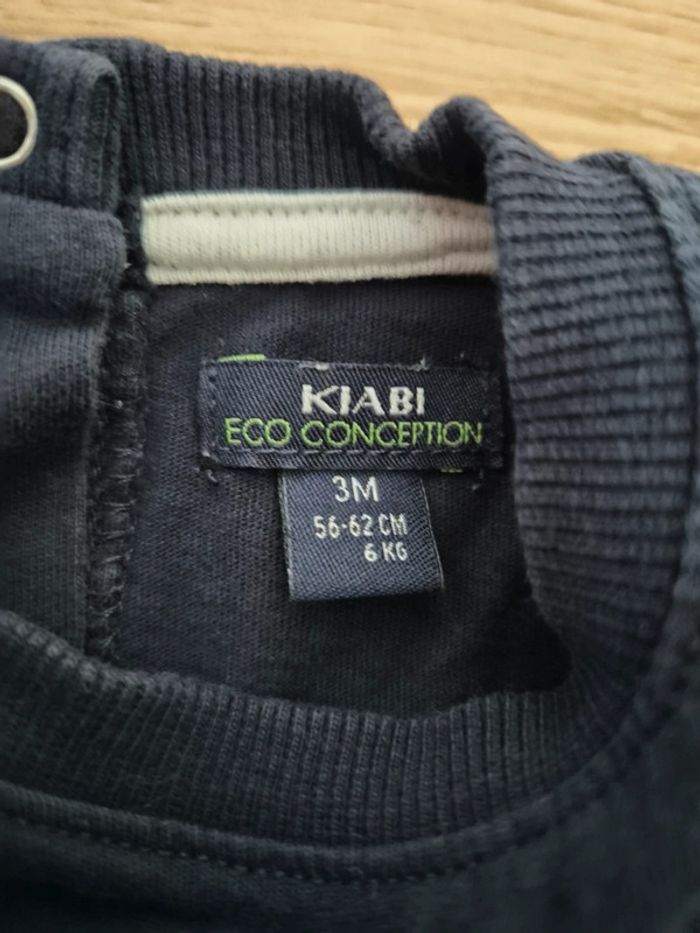 KIABI
ECO CONCEPTION
3M
56-62 CM
6 KG